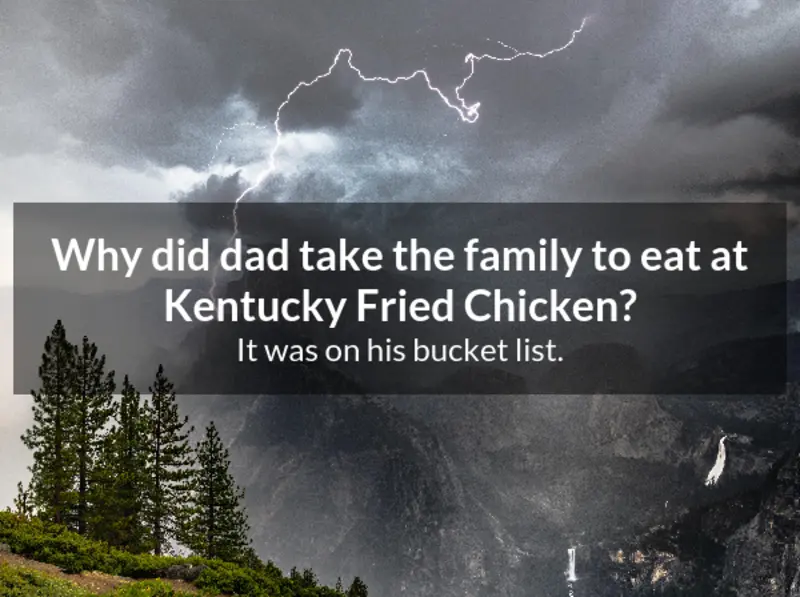 Why did dad take the family to eat at
Kentucky Fried Chicken?
It was on his bucket list.